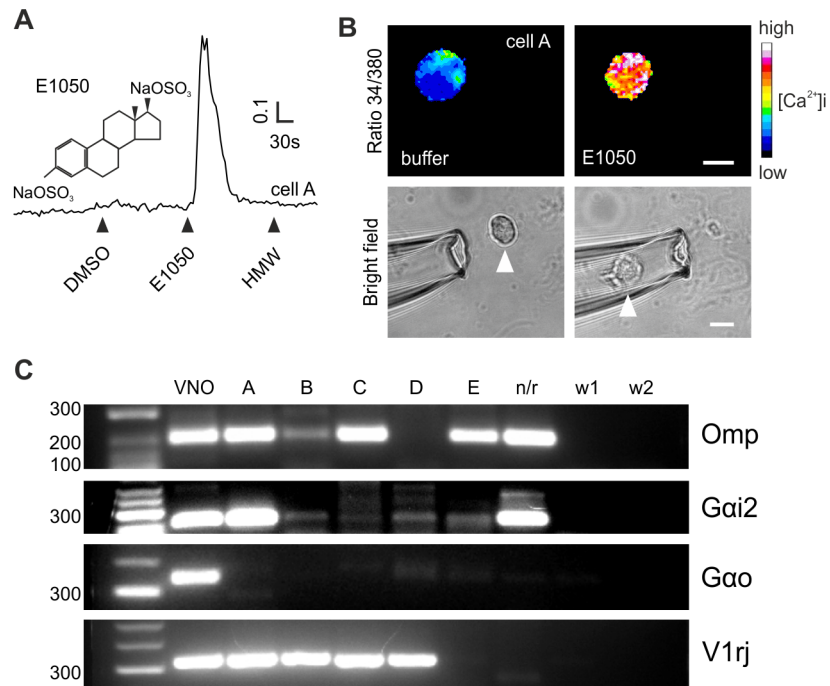 A
E1050
NaOSO3
NaOSO3
0.1
30s
cell A
DMSO
E1050
HMW
B
Ratio 34/380
cell A
buffer
E1050
high
[Ca2+]i
low
Bright field
C
VNO A B C D E n/r w1 w2
300
200
100
Omp
300
Gαi2
300
Gαo
300
V1rj